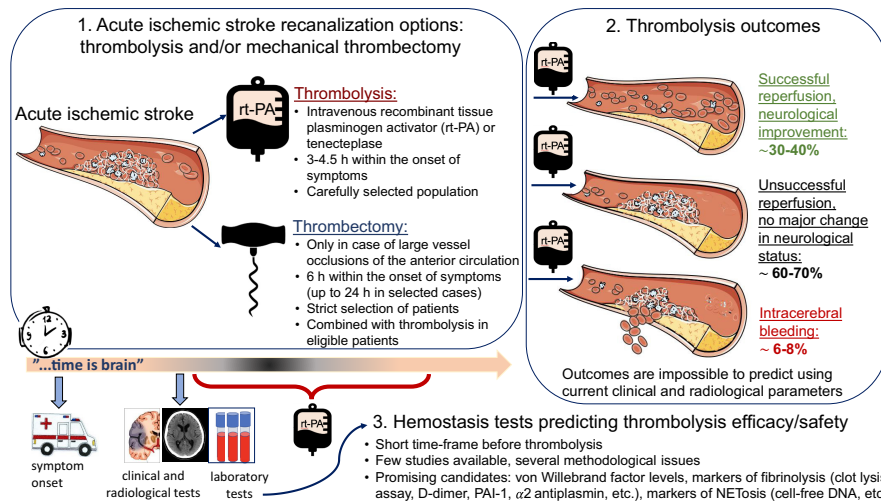 1. Acute ischemic stroke recanalization options:
thrombolysis and/or mechanical thrombectomy
Acute ischemic stroke
rt-PA
Thrombolysis:
• Intravenous recombinant tissue
plasminogen activator (rt-PA) or
tenecteplase
• 3-4.5 h within the onset of
symptoms
• Carefully selected population
Thrombectomy:
• Only in case of large vessel
occlusions of the anterior circulation
• 6 h within the onset of symptoms
(up to 24 h in selected cases)
• Strict selection of patients
• Combined with thrombolysis in
eligible patients
2. Thrombolysis outcomes
rt-PA
Successful
reperfusion,
neurological
improvement:
~30-40%
rt-PA
Unsuccessful
reperfusion,
no major change
in neurological
status:
~ 60-70%
rt-PA
Intracerebral
bleeding:
~ 6-8%
Outcomes are impossible to predict using
current clinical and radiological parameters
12
3
6
9
"...time is brain"
symptom
onset
clinical and
radiological tests
laboratory
tests
rt-PA
3. Hemostasis tests predicting thrombolysis efficacy/safety
• Short time-frame before thrombolysis
• Few studies available, several methodological issues
• Promising candidates: von Willebrand factor levels, markers of fibrinolysis (clot lysis
assay, D-dimer, PAI-1, α2 antiplasmin, etc.), markers of NETosis (cell-free DNA, etc